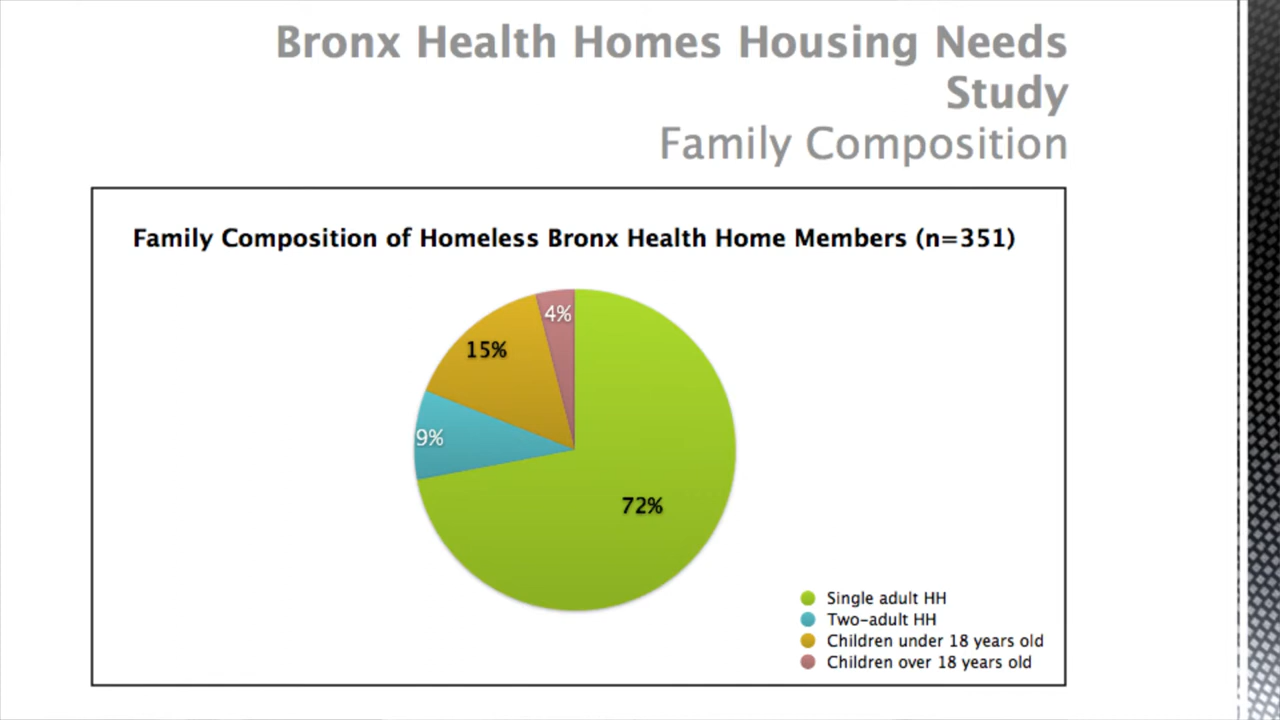 Bronx Health Homes Housing Needs
Study
Family Composition
Family Composition of Homeless Bronx Health Home Members (n=351)
4%
15%
9%
72%
Single adult HH
Two-adult HH
Children under 18 years old
Children over 18 years old